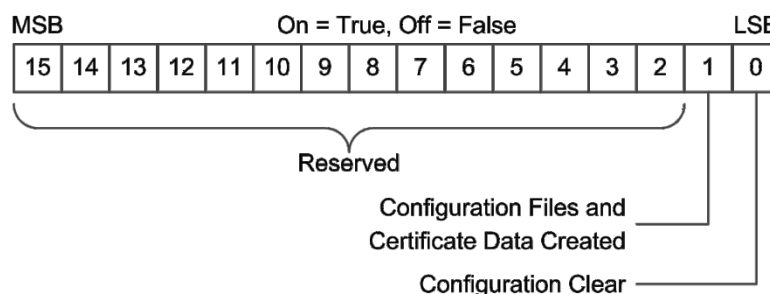 MSB On = True, Off = False LSB
15 14 13 12 11 10 9 8 7 6 5 4 3 2 1 0
Reserved
Configuration Files and
Certificate Data Created
Configuration Clear